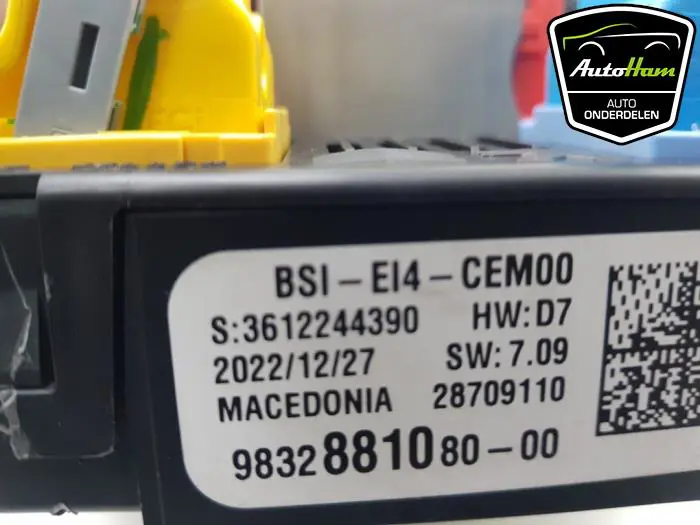 AutoHam
AUTO
ONDERDELEN
BSI-EI4-CEM00
S:3612244390 HW:D7
2022/12/27 SW:7.09
MACEDONIA 28709110
9832881080-00